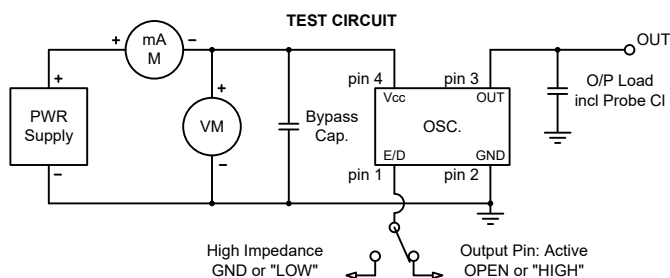 TEST CIRCUIT
OUT
mA
M
+
-
+
PWR
Supply
-
+
VM
-
Bypass
Cap.
pin 4
pin 3
Vcc
OUT
OSC.
E/D
GND
pin 1
pin 2
O/P Load
incl Probe Cl
High Impedance
GND or "LOW"
Output Pin: Active
OPEN or "HIGH"